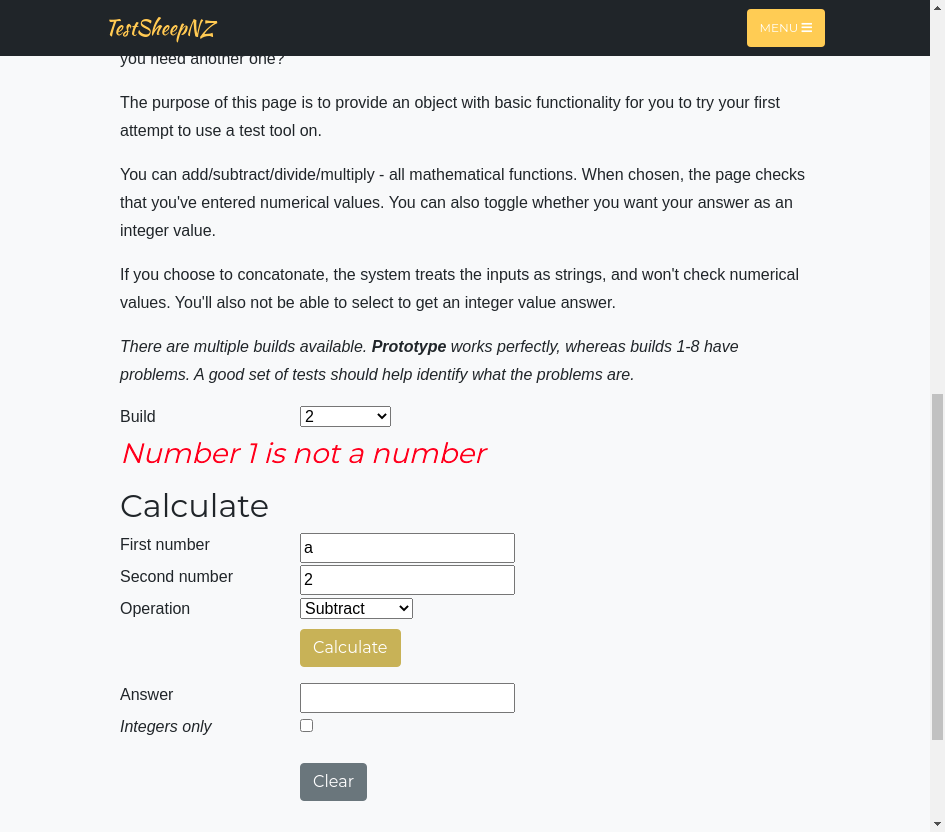 TestSheepNZ
MENU
you need another one?
The purpose of this page is to provide an object with basic functionality for you to try your first
attempt to use a test tool on.
You can add/subtract/divide/multiply - all mathematical functions. When chosen, the page checks
that you've entered numerical values. You can also toggle whether you want your answer as an
integer value.
If you choose to concatonate, the system treats the inputs as strings, and won't check numerical
values. You'll also not be able to select to get an integer value answer.
There are multiple builds available. Prototype works perfectly, whereas builds 1-8 have
problems. A good set of tests should help identify what the problems are.
Build 2
Number 1 is not a number
Calculate
First number a
Second number 2
Operation Subtract
Calculate
Answer
Integers only
Clear